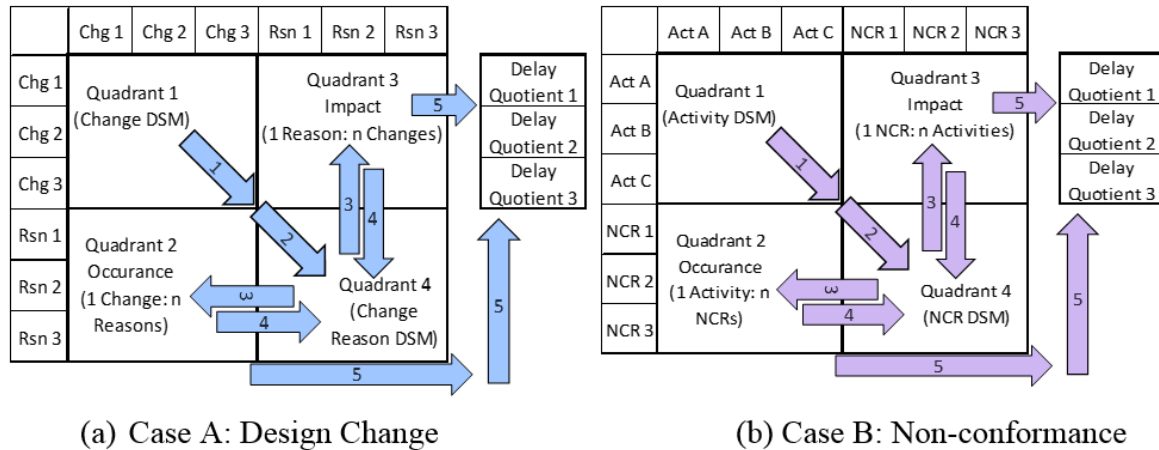 (a)
Chg 1 Chg 2 Chg 3 Rsn 1 Rsn 2 Rsn 3
Chg 1
Chg 2
Chg 3
Rsn 1
Rsn 2
Rsn 3
Quadrant 1
(Change DSM)
Quadrant 3
Impact
(1 Reason: n Changes)
Quadrant 2
Occurance
(1 Change: n
Reasons)
Quadrant 4
(Change
Reason DSM)
1
2
3
4
3
4
5
5
5
Delay
Quotient 1
Delay
Quotient 2
Delay
Quotient 3
(a) Case A: Design Change
(b)
Act A Act B Act C NCR 1 NCR 2 NCR 3
Act A
Act B
Act C
NCR 1
NCR 2
NCR 3
Quadrant 1
(Activity DSM)
Quadrant 3
Impact
(1 NCR: n Activities)
Quadrant 2
Occurance
(1 Activity: n
NCRs)
Quadrant 4
(NCR DSM)
1
2
3
4
3
4
5
5
5
Delay
Quotient 1
Delay
Quotient 2
Delay
Quotient 3
(b) Case B: Non-conformance